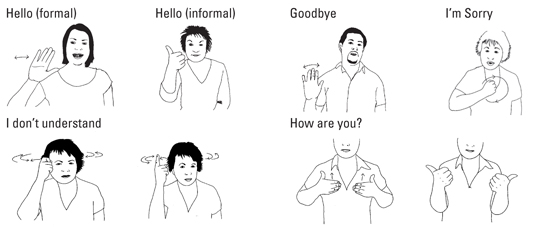 Hello (formal)
Hello (informal)
Goodbye
I'm Sorry
I don't understand
How are you?